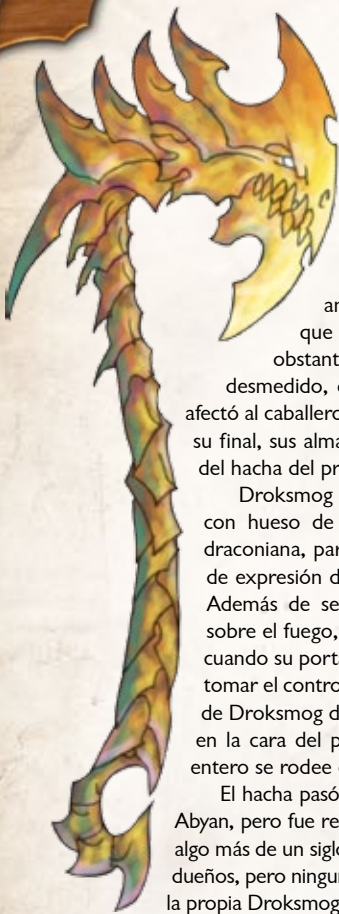 que
obstant
desmedido,
afectó al caballero
su final, sus alma
del hacha del pr
Droksmog
con hueso de
draconiana, par
de expresión d
Además de se
sobre el fuego,
cuando su port
tomar el contro
de Droksmog d
en la cara del p
entero se rodee
El hacha pasó
Abyan, pero fue re
algo más de un siglo
dueños, pero ningun
la propia Droksmog